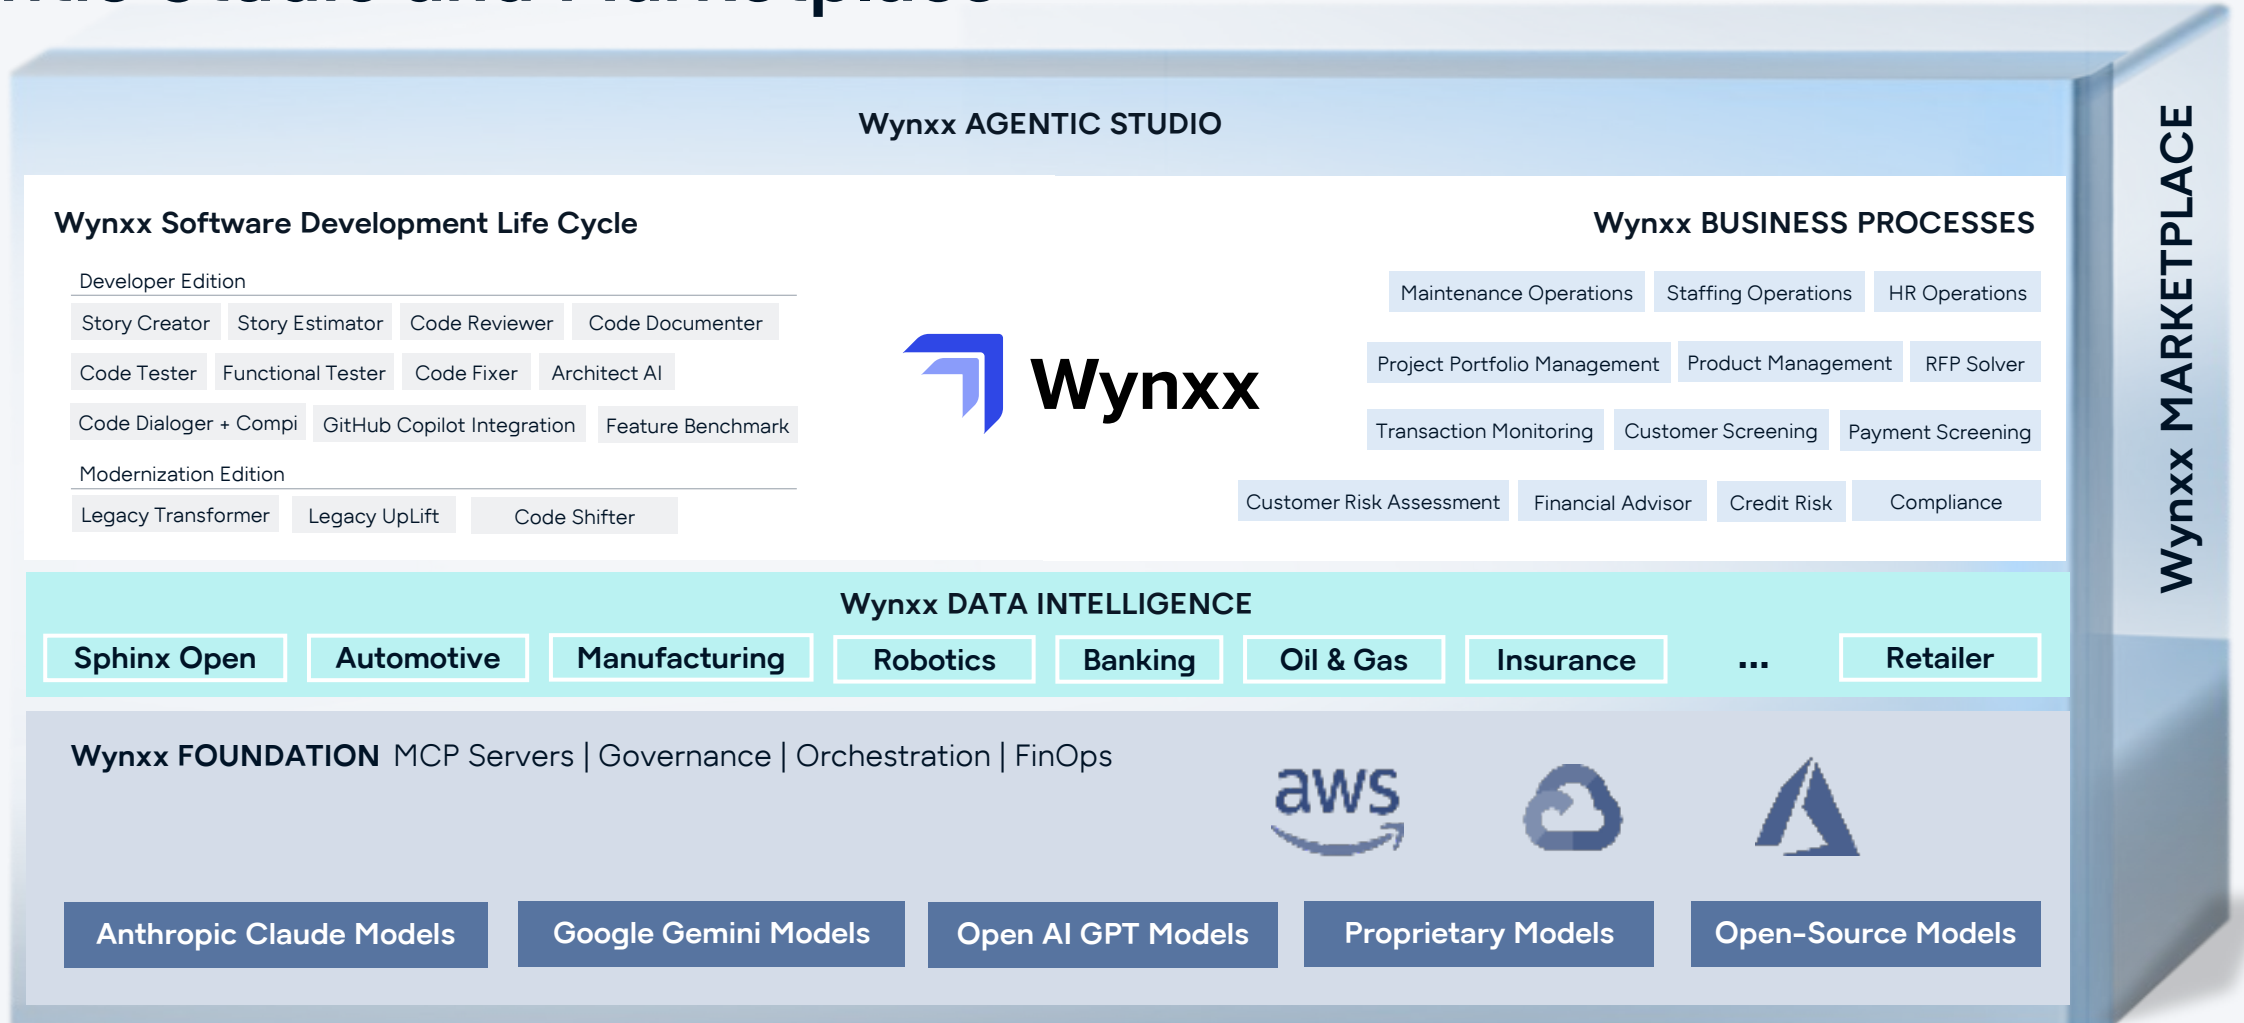 Studio and Marketplace
Wynxx AGENTIC STUDIO
Wynxx MARKETPLACE
Wynxx Software Development Life Cycle
Developer Edition
Story Creator Story Estimator Code Reviewer Code Documenter
Code Tester Functional Tester Code Fixer Architect AI
Code Dialoger + Compi GitHub Copilot Integration Feature Benchmark
Modernization Edition
Legacy Transformer Legacy UpLift Code Shifter
Wynxx
Wynxx BUSINESS PROCESSES
Maintenance Operations Staffing Operations HR Operations
Project Portfolio Management Product Management RFP Solver
Transaction Monitoring Customer Screening Payment Screening
Customer Risk Assessment Financial Advisor Credit Risk Compliance
Wynxx DATA INTELLIGENCE
Sphinx Open Automotive Manufacturing Robotics Banking Oil & Gas Insurance ... Retailer
Wynxx FOUNDATION MCP Servers | Governance | Orchestration | FinOps
aws
Anthropic Claude Models Google Gemini Models Open AI GPT Models Proprietary Models Open-Source Models